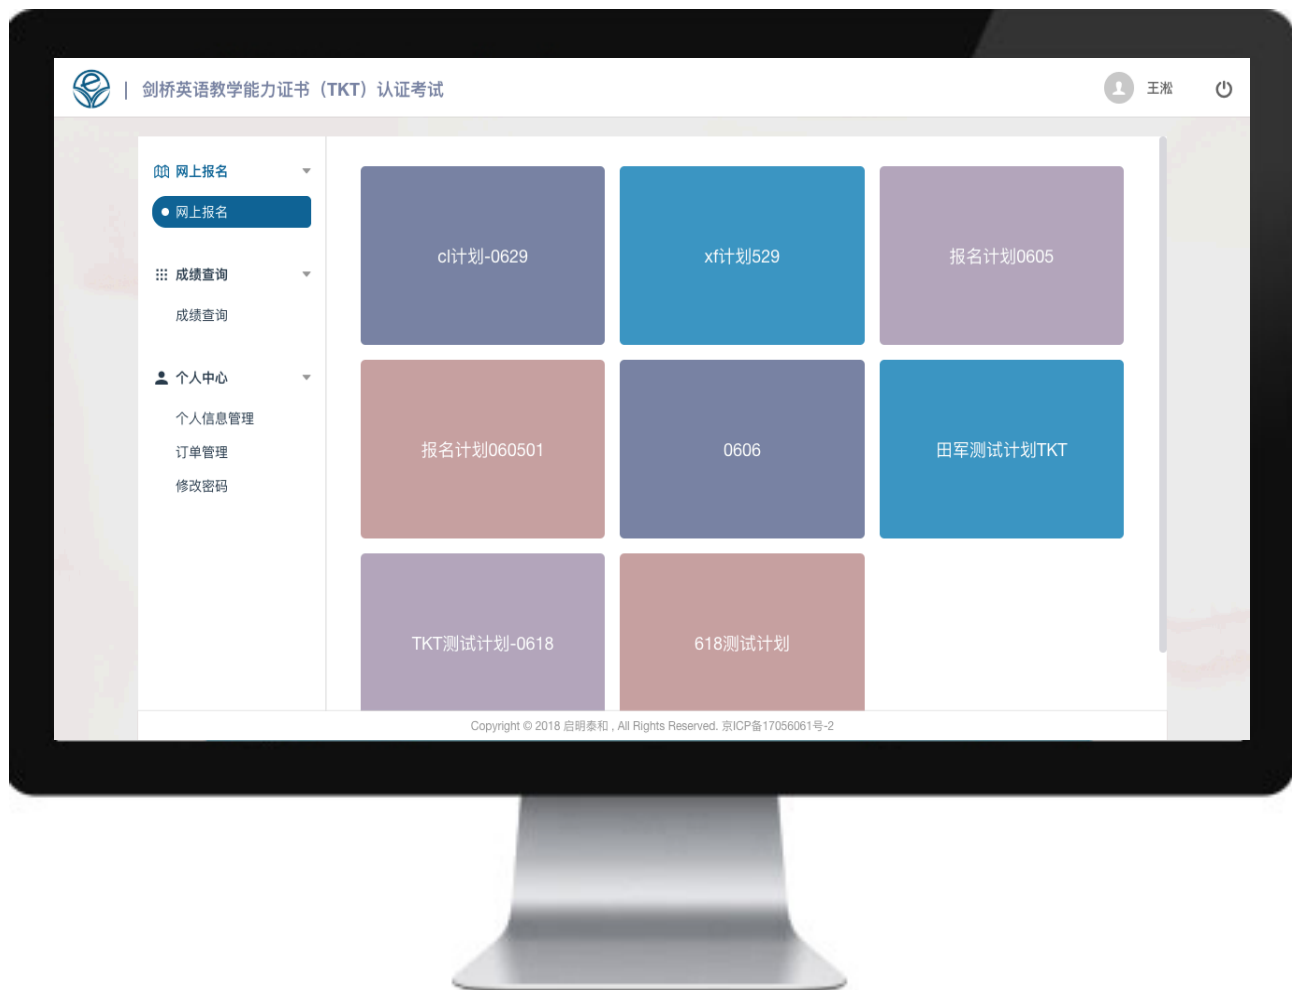 剑桥英语教学能力证书（TKT）认证考试
王淞
网上报名
网上报名
成绩查询
成绩查询
个人中心
个人信息管理
订单管理
修改密码
cl计划-0629
xf计划529
报名计划0605
报名计划060501
0606
田军测试计划TKT
TKT测试计划-0618
618测试计划
Copyright © 2018 启明泰和 , All Rights Reserved. 京ICP备17056061号-2